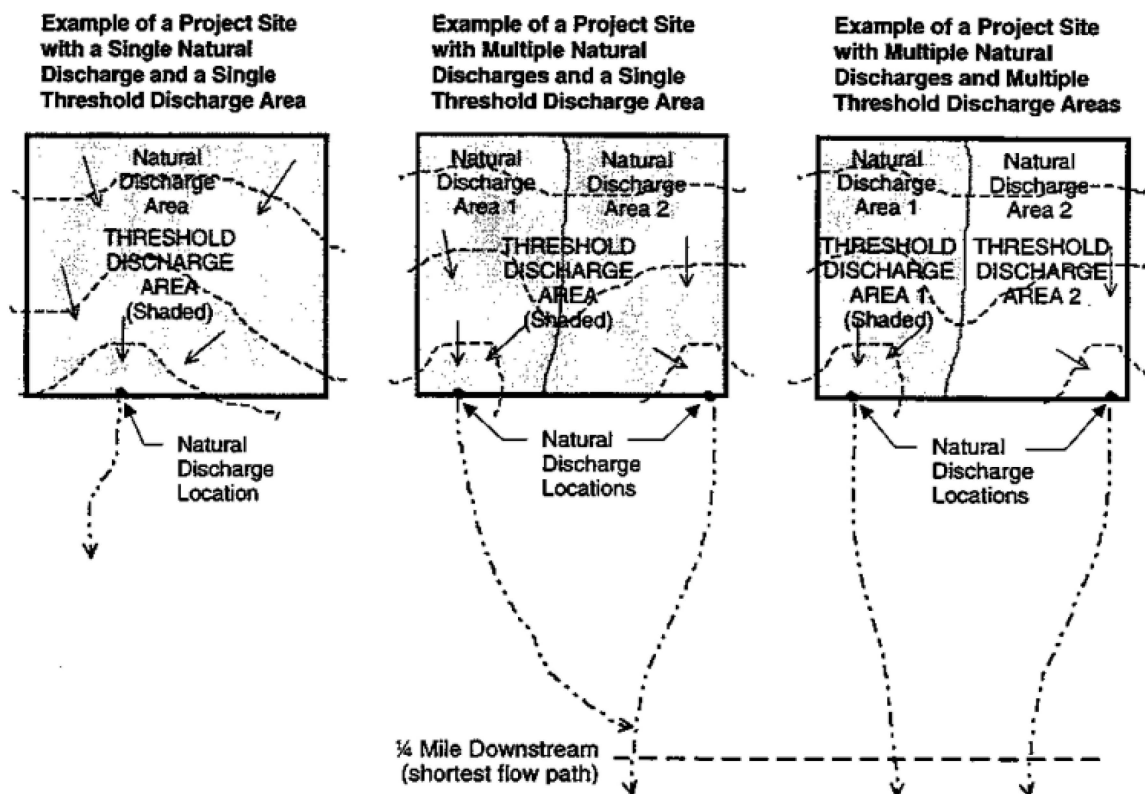 Example of a Project Site
with a Single Natural
Discharge and a Single
Threshold Discharge Area
Natural
Discharge
Area
THRESHOLD
DISCHARGE
AREA
(Shaded)
Natural
Discharge
Location
Example of a Project Site
with Multiple Natural
Discharges and a Single
Threshold Discharge Area
Natural
Discharge
Area 1
Natural
Discharge
Area 2
THRESHOLD
DISCHARGE
AREA
(Shaded)
Natural
Discharge
Locations
Example of a Project Site
with Multiple Natural
Discharges and Multiple
Threshold Discharge Areas
Natural
Discharge
Area 1
Natural
Discharge
Area 2
THRESHOLD
DISCHARGE
AREA 1
(Shaded)
THRESHOLD
DISCHARGE
AREA 2
Natural
Discharge
Locations
¼ Mile Downstream
(shortest flow path)